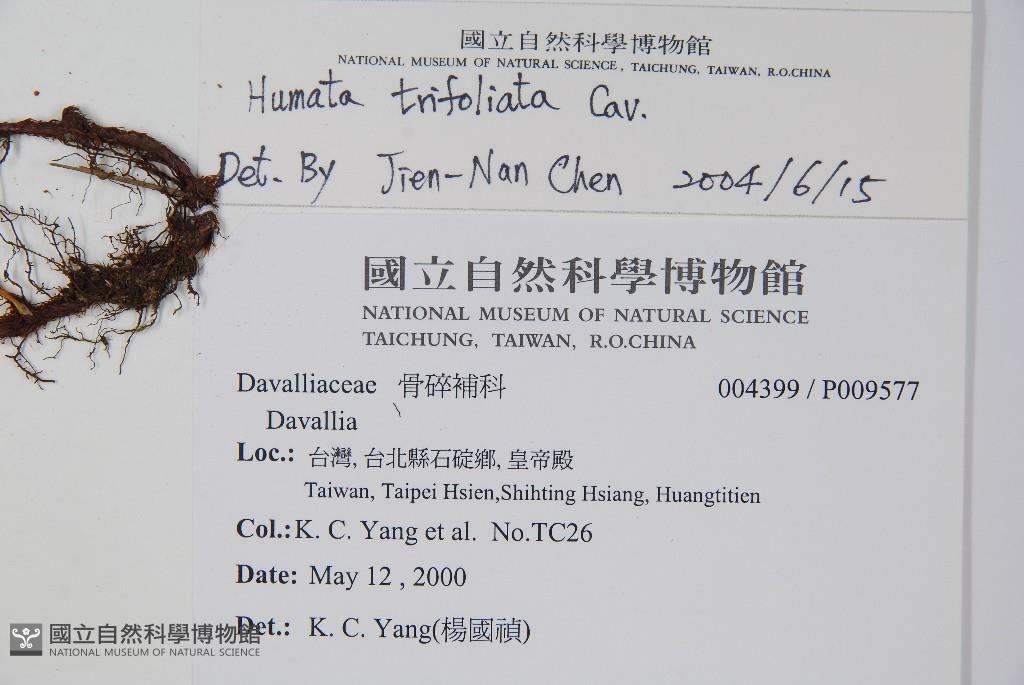 國立自然科學博物館
NATIONAL MUSEUM OF NATURAL SCIENCE, TAICHUNG, TAIWAN, R.O.CHINA
Humata trifoliata Cav.
Det. By Jien-Nan Chen 2004/6/15
國立自然科學博物館
NATIONAL MUSEUM OF NATURAL SCIENCE
TAICHUNG, TAIWAN, R.O.CHINA
Davalliaceae 骨碎補科 004399 / P009577
Davallia
Loc.: 台灣, 台北縣石碇鄉, 皇帝殿
Taiwan, Taipei Hsien,Shihting Hsiang, Huangtitien
Col.:K. C. Yang et al. No.TC26
Date: May 12 , 2000
Det.: K. C. Yang(楊國禎)
國立自然科學博物館
NATIONAL MUSEUM OF NATURAL SCIENCE